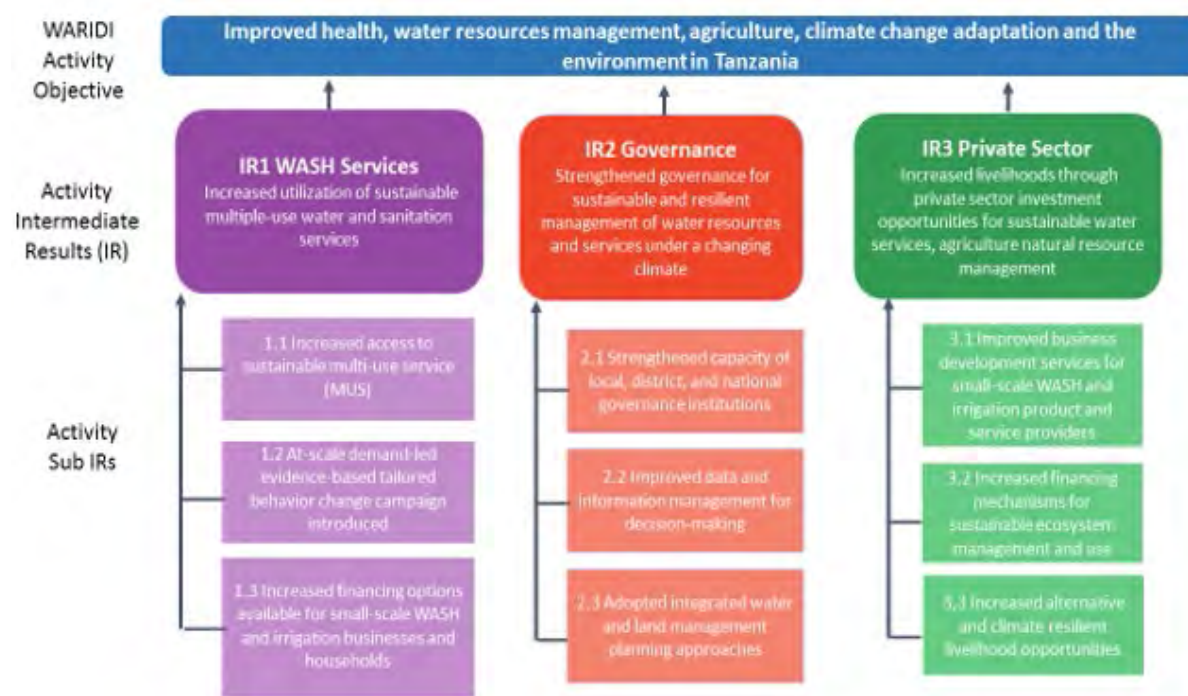 WARIDI
Activity
Objective
Improved health, water resources management, agriculture, climate change adaptation and the
environment in Tanzania
Activity
Intermediate
Results (IR)
IR1 WASH Services
Increased utilization of sustainable
multiple-use water and sanitation
services
IR2 Governance
Strengthened governance for
sustainable and resilient
management of water resources
and services under a changing
climate
IR3 Private Sector
Increased livelihoods through
private sector investment
opportunities for sustainable water
services, agriculture natural resource
management
Activity
Sub IRs
1.1 Increased access to
sustainable multi-use service
(MUS)
1.2 At-scale demand-led
evidence-based tailored
behavior change campaign
introduced
1.3 Increased financing options
available for small-scale WASH
and irrigation businesses and
households
2.1 Strengthened capacity of
local, district, and national
governance institutions
2.2 Improved data and
information management for
decision-making
2.3 Adopted integrated water
and land management
planning approaches
3.1 Improved business
development services for
small-scale WASH and
irrigation product and
service providers
3.2 Increased financing
mechanisms for
sustainable ecosystem
management and use
3.3 Increased alternative
and climate resilient
livelihood opportunities